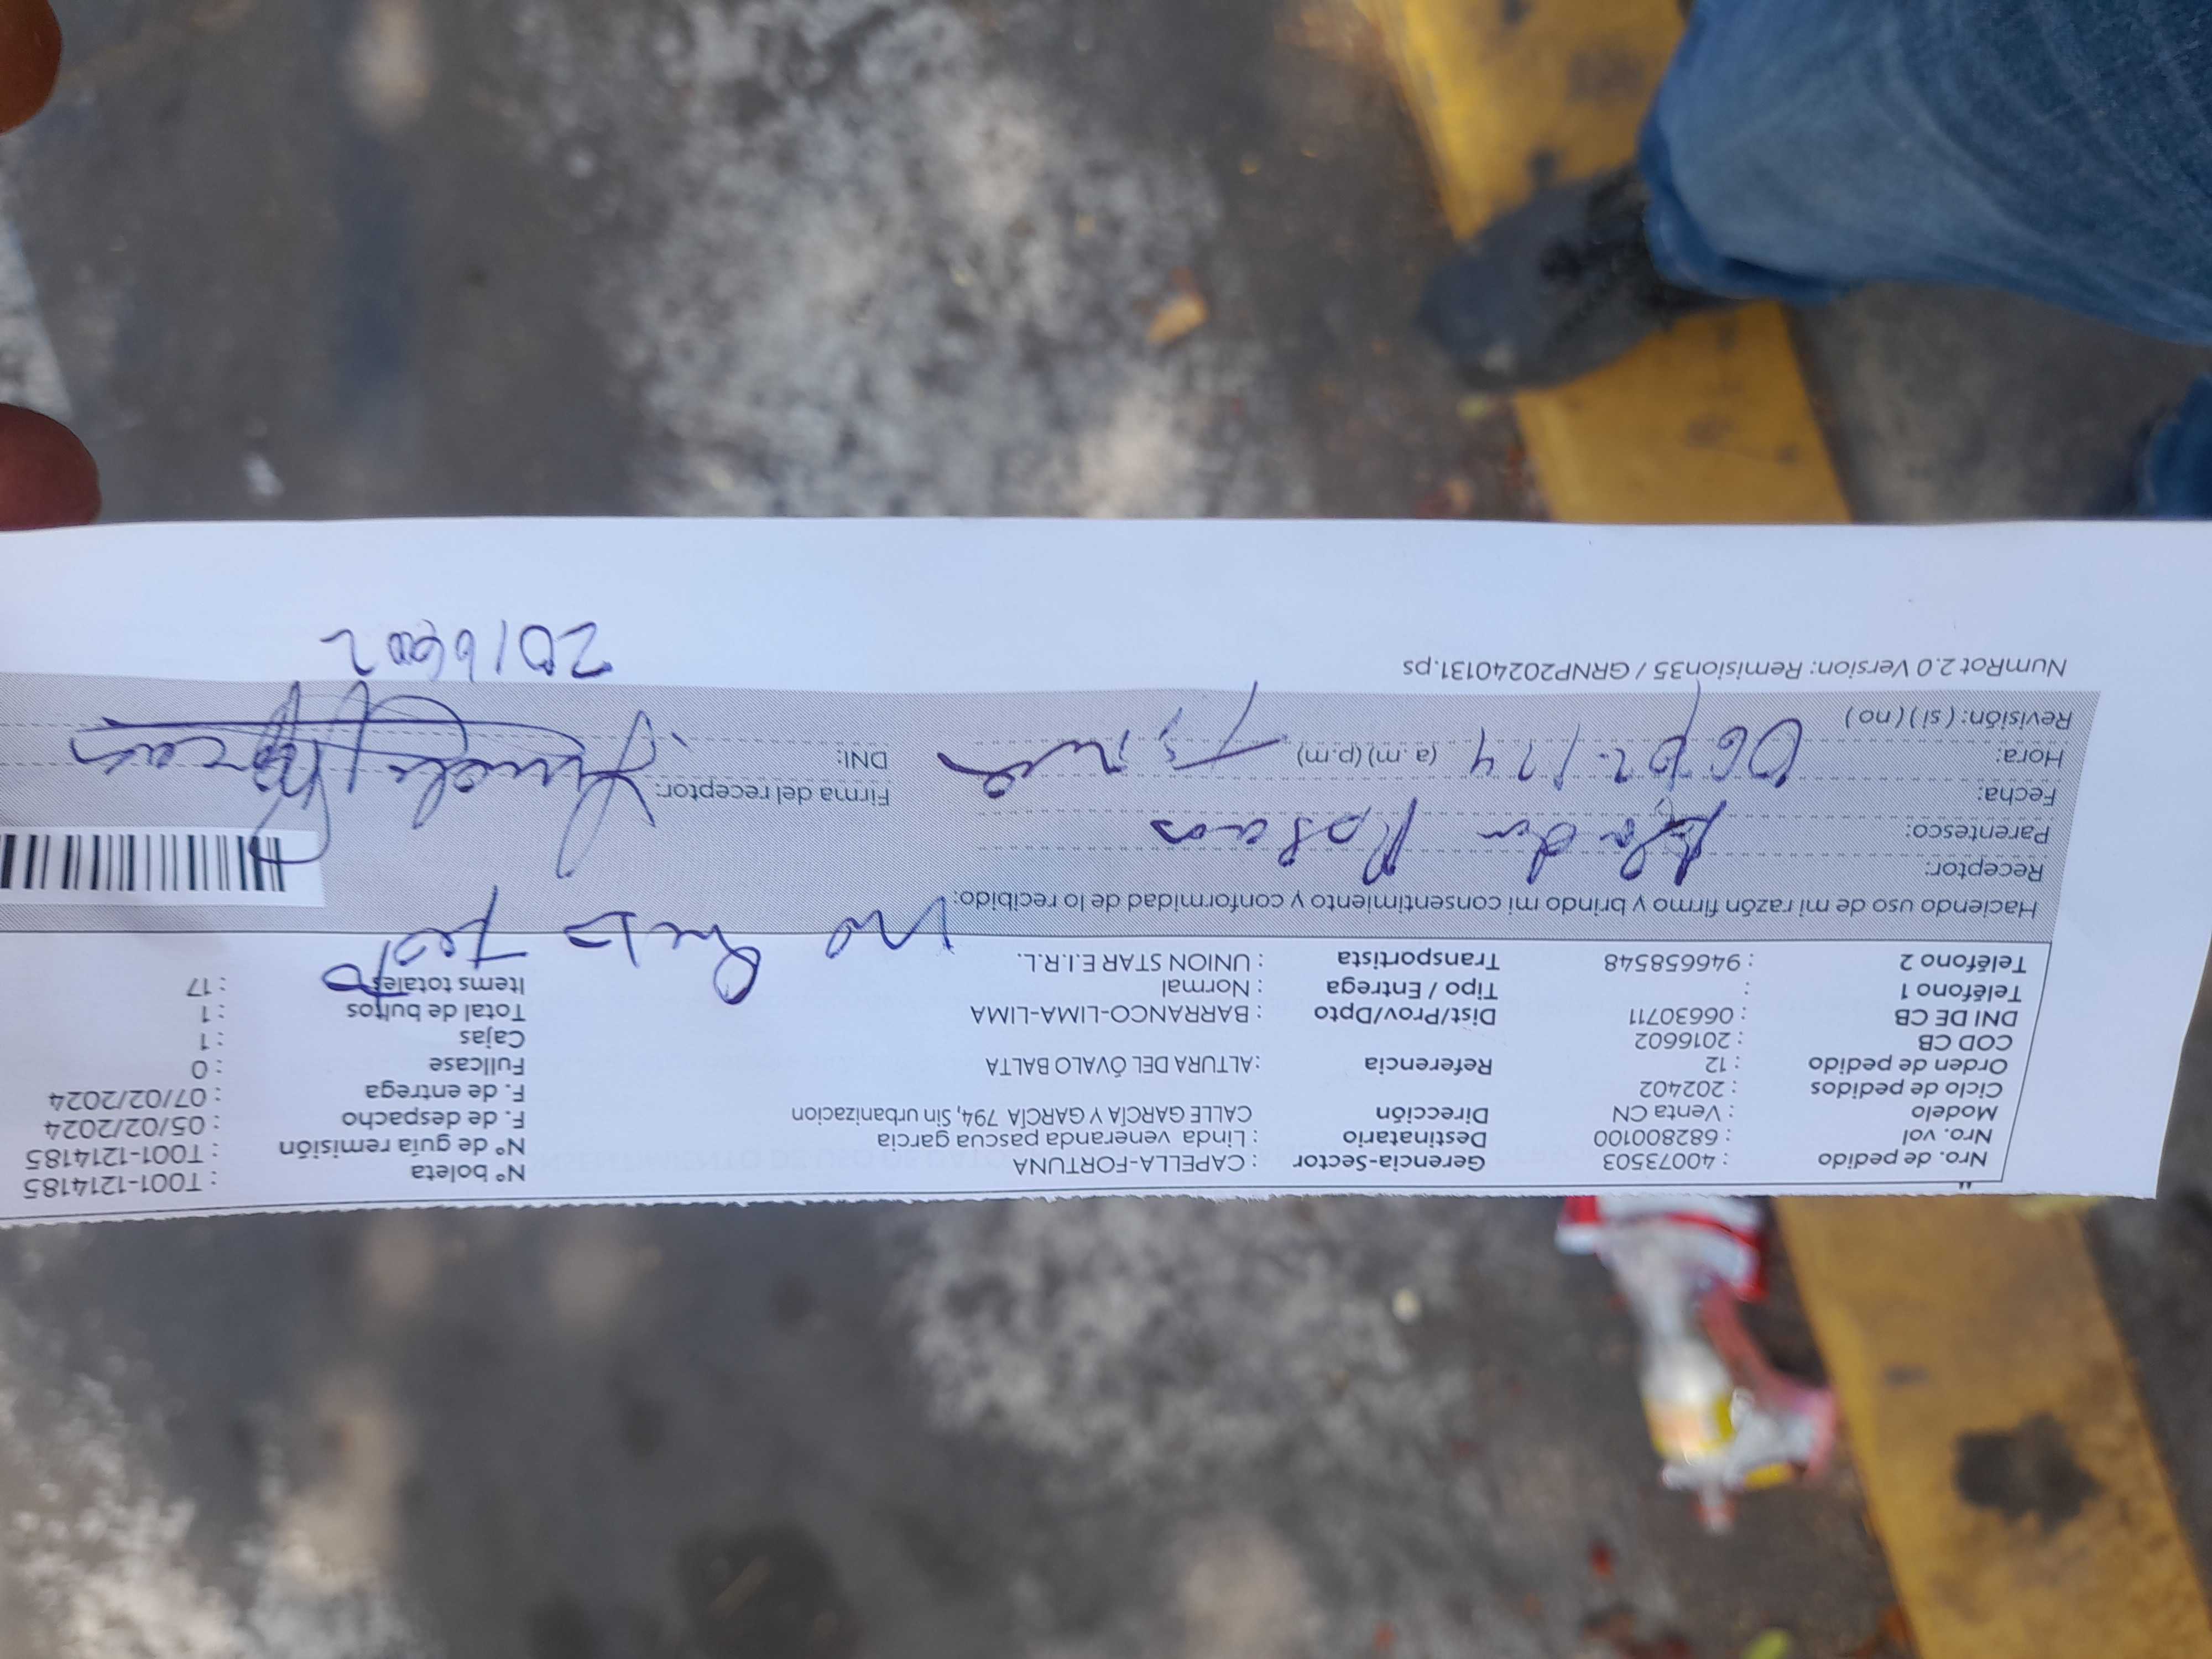 Nro. de pedido : 40073503 Gerencia-Sector : CAPELLA-FORTUNA Nº boleta : T001-1214185
Nro. vol : 682800100 Destinatario : Linda veneranda pascua garcia Nº de guía remisión : T001-1214185
Modelo : Venta CN Dirección CALLE GARCÍA Y GARCÍA 794, Sin urbanizacion F. de despacho : 05/02/2024
Ciclo de pedidos : 202402 F. de entrega : 07/02/2024
Orden de pedido : 12 Referencia :ALTURA DEL ÓVALO BALTA Fullcase : 0
COD CB : 2016602 Cajas : 1
DNI DE CB : 06630711 Dist/Prov/Dpto : BARRANCO-LIMA-LIMA Total de bultos : 1
Teléfono 1 : Tipo / Entrega : Normal Items totales : 17
Teléfono 2 : 946658548 Transportista : UNION STAR E.I.R.L.
Haciendo uso de mi razón firmo y brindo mi consentimiento y conformidad de lo recibido:
Receptor:
Parentesco:
Fecha: Firma del receptor:
Hora: (a.m) (p.m) DNI:
Revisión: ( si ) ( no )
NumRot 2.0 Version: Remision35 / GRNP20240131.ps
2016602